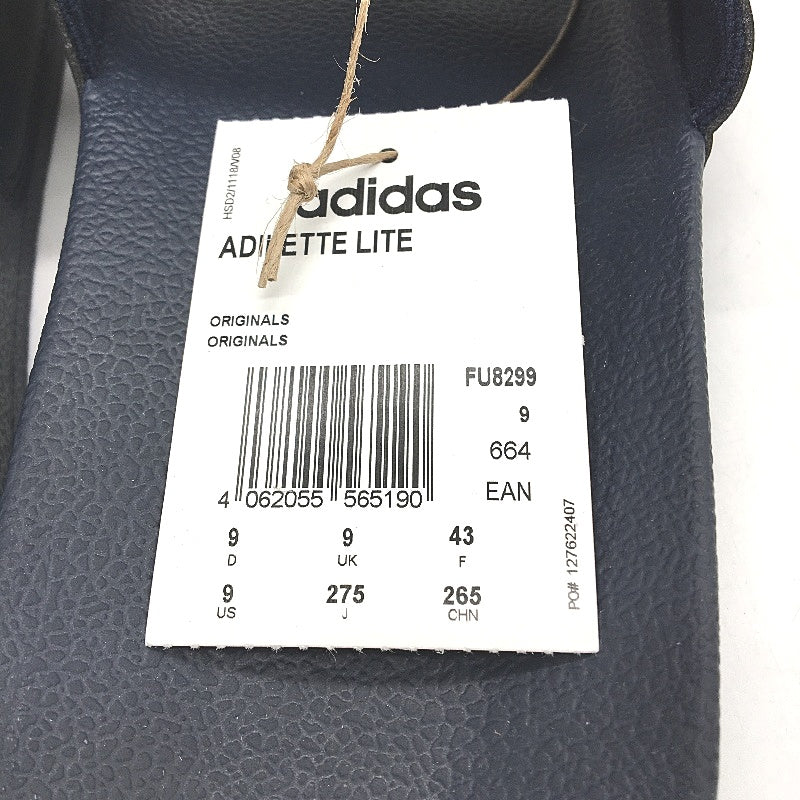 HSD2/1118/V08
adidas
LITE
ORIGINALS
ORIGINALS
FU8299
9
664
EAN
4 062055 565190
9 9 43
D UK F
9 275 265
US J CHN
PO# 127622407